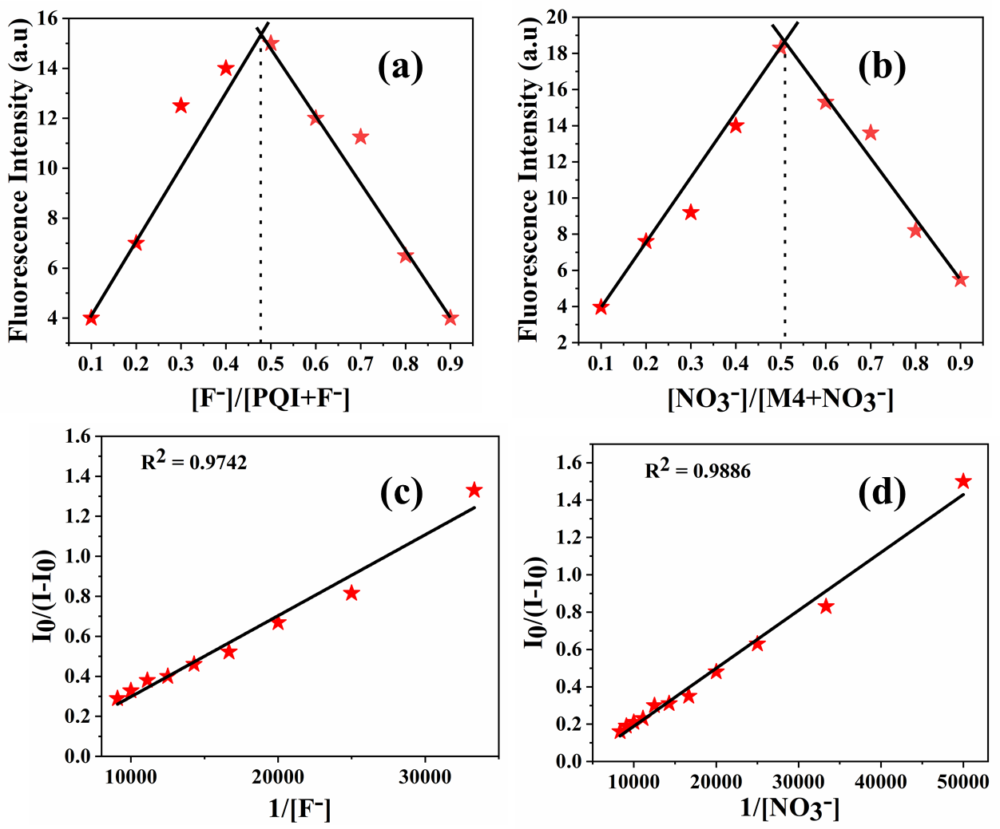 Fluorescence Intensity (a.u)
16
14
12
10
8
6
4
(a)
0.1 0.2 0.3 0.4 0.5 0.6 0.7 0.8 0.9
[F⁻]/[PQI+F⁻]
Fluorescence Intensity (a.u)
20
18
16
14
12
10
8
6
4
2
(b)
0.1 0.2 0.3 0.4 0.5 0.6 0.7 0.8 0.9
[NO₃⁻]/[M4+NO₃⁻]
I₀/(I-I₀)
1.6
1.4
1.2
1.0
0.8
0.6
0.4
0.2
0.0
R² = 0.9742
(c)
10000 20000 30000
1/[F⁻]
I₀/(I-I₀)
1.6
1.4
1.2
1.0
0.8
0.6
0.4
0.2
0.0
R² = 0.9886
(d)
10000 20000 30000 40000 50000
1/[NO₃⁻]